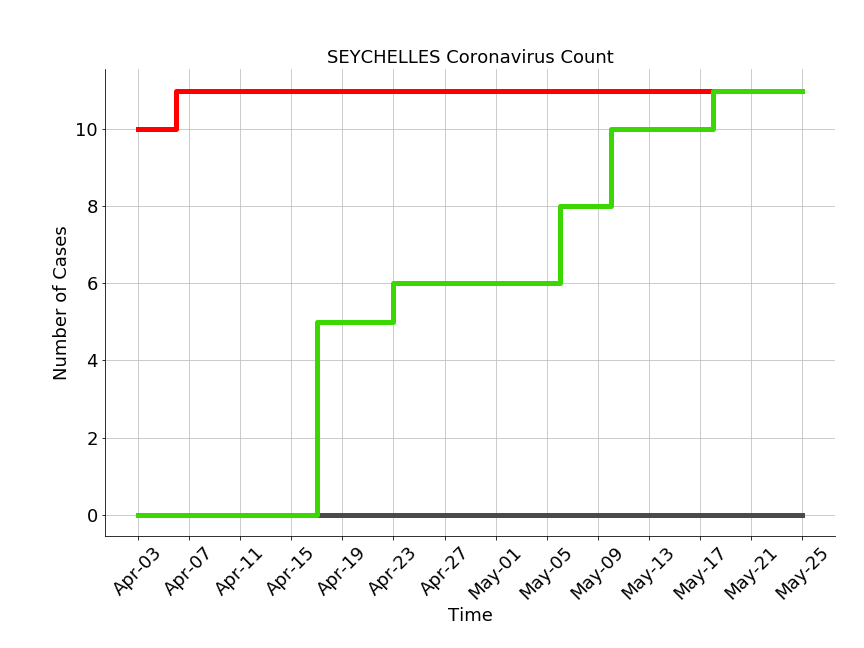 SEYCHELLES Coronavirus Count
Number of Cases
10
8
6
4
2
0
Apr-03
Apr-07
Apr-11
Apr-15
Apr-19
Apr-23
Apr-27
May-01
May-05
May-09
May-13
May-17
May-21
May-25
Time